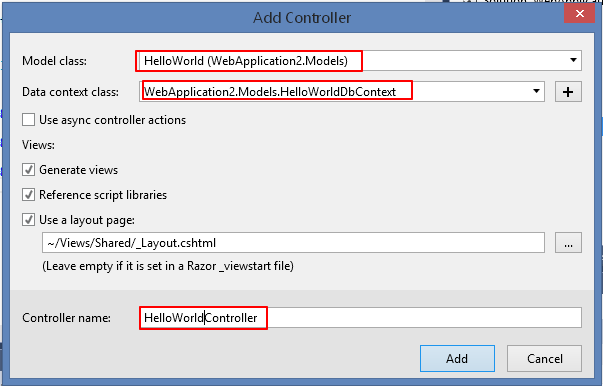 Add Controller
Model class: HelloWorld (WebApplication2.Models)
Data context class: WebApplication2.Models.HelloWorldDbContext +
Use async controller actions
Views:
Generate views
Reference script libraries
Use a layout page:
~/Views/Shared/_Layout.cshtml ...
(Leave empty if it is set in a Razor _viewstart file)
Controller name: HelloWorldController
Add Cancel